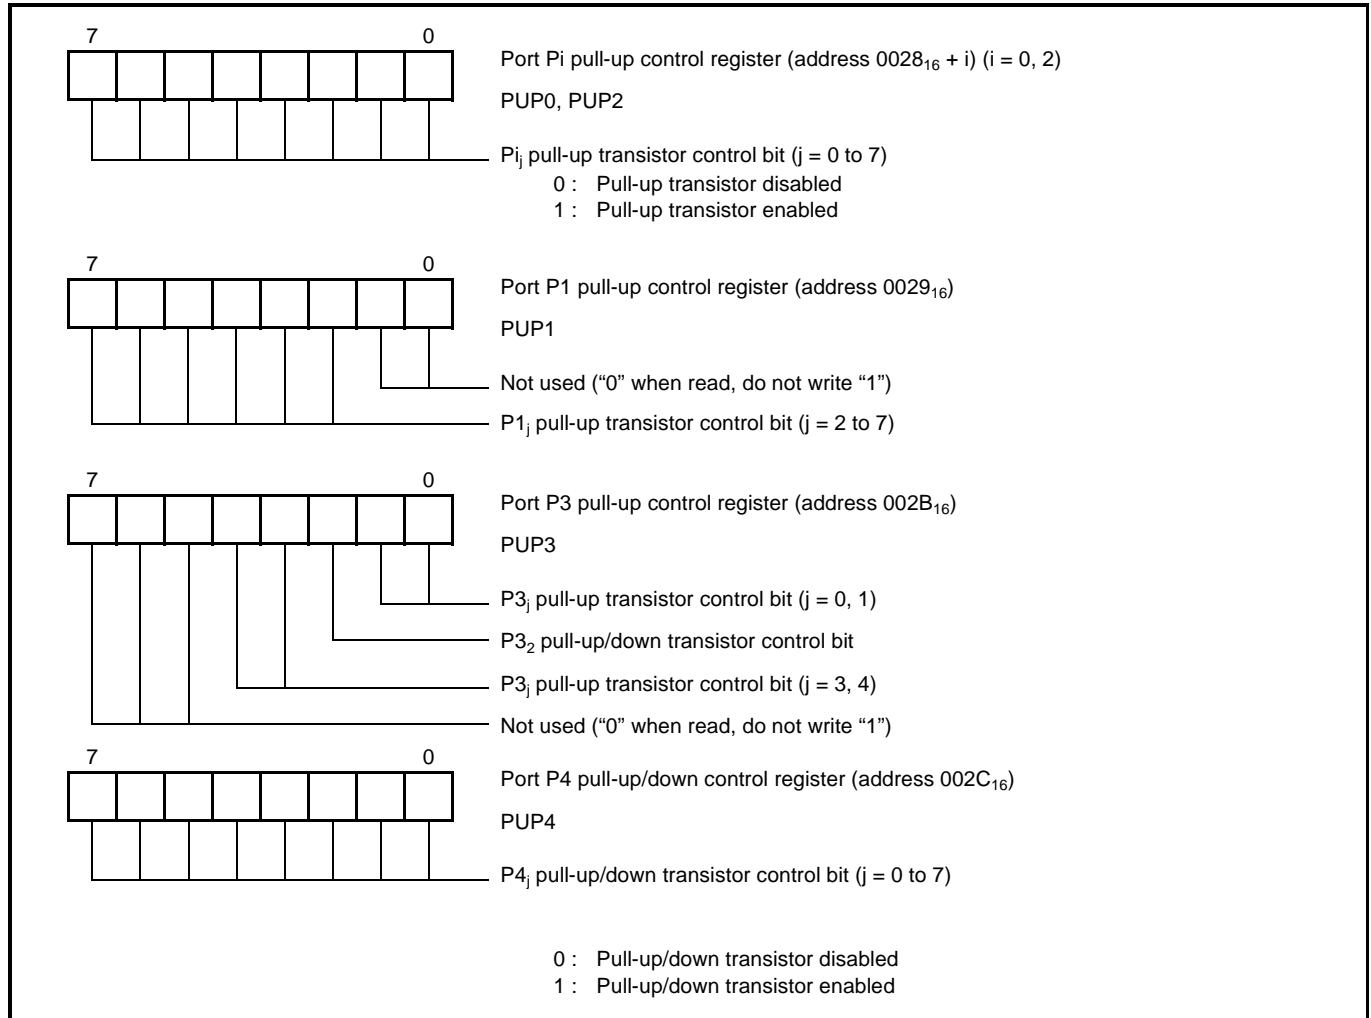 7 0
Port Pi pull-up control register (address 0028₁₆ + i) (i = 0, 2)
PUP0, PUP2
Piⱼ pull-up transistor control bit (j = 0 to 7)
0 : Pull-up transistor disabled
1 : Pull-up transistor enabled
7 0
Port P1 pull-up control register (address 0029₁₆)
PUP1
Not used (“0” when read, do not write “1”)
P1ⱼ pull-up transistor control bit (j = 2 to 7)
7 0
Port P3 pull-up control register (address 002B₁₆)
PUP3
P3ⱼ pull-up transistor control bit (j = 0, 1)
P3₂ pull-up/down transistor control bit
P3ⱼ pull-up transistor control bit (j = 3, 4)
Not used (“0” when read, do not write “1”)
7 0
Port P4 pull-up/down control register (address 002C₁₆)
PUP4
P4ⱼ pull-up/down transistor control bit (j = 0 to 7)
0 : Pull-up/down transistor disabled
1 : Pull-up/down transistor enabled